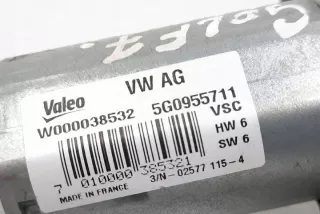 GOLF 7.
Valeo
VW AG
W000038532 5G0955711
VSC
HW 6
SW 6
7 010000 385321
MADE IN FRANCE 3/N - 02577 115-4